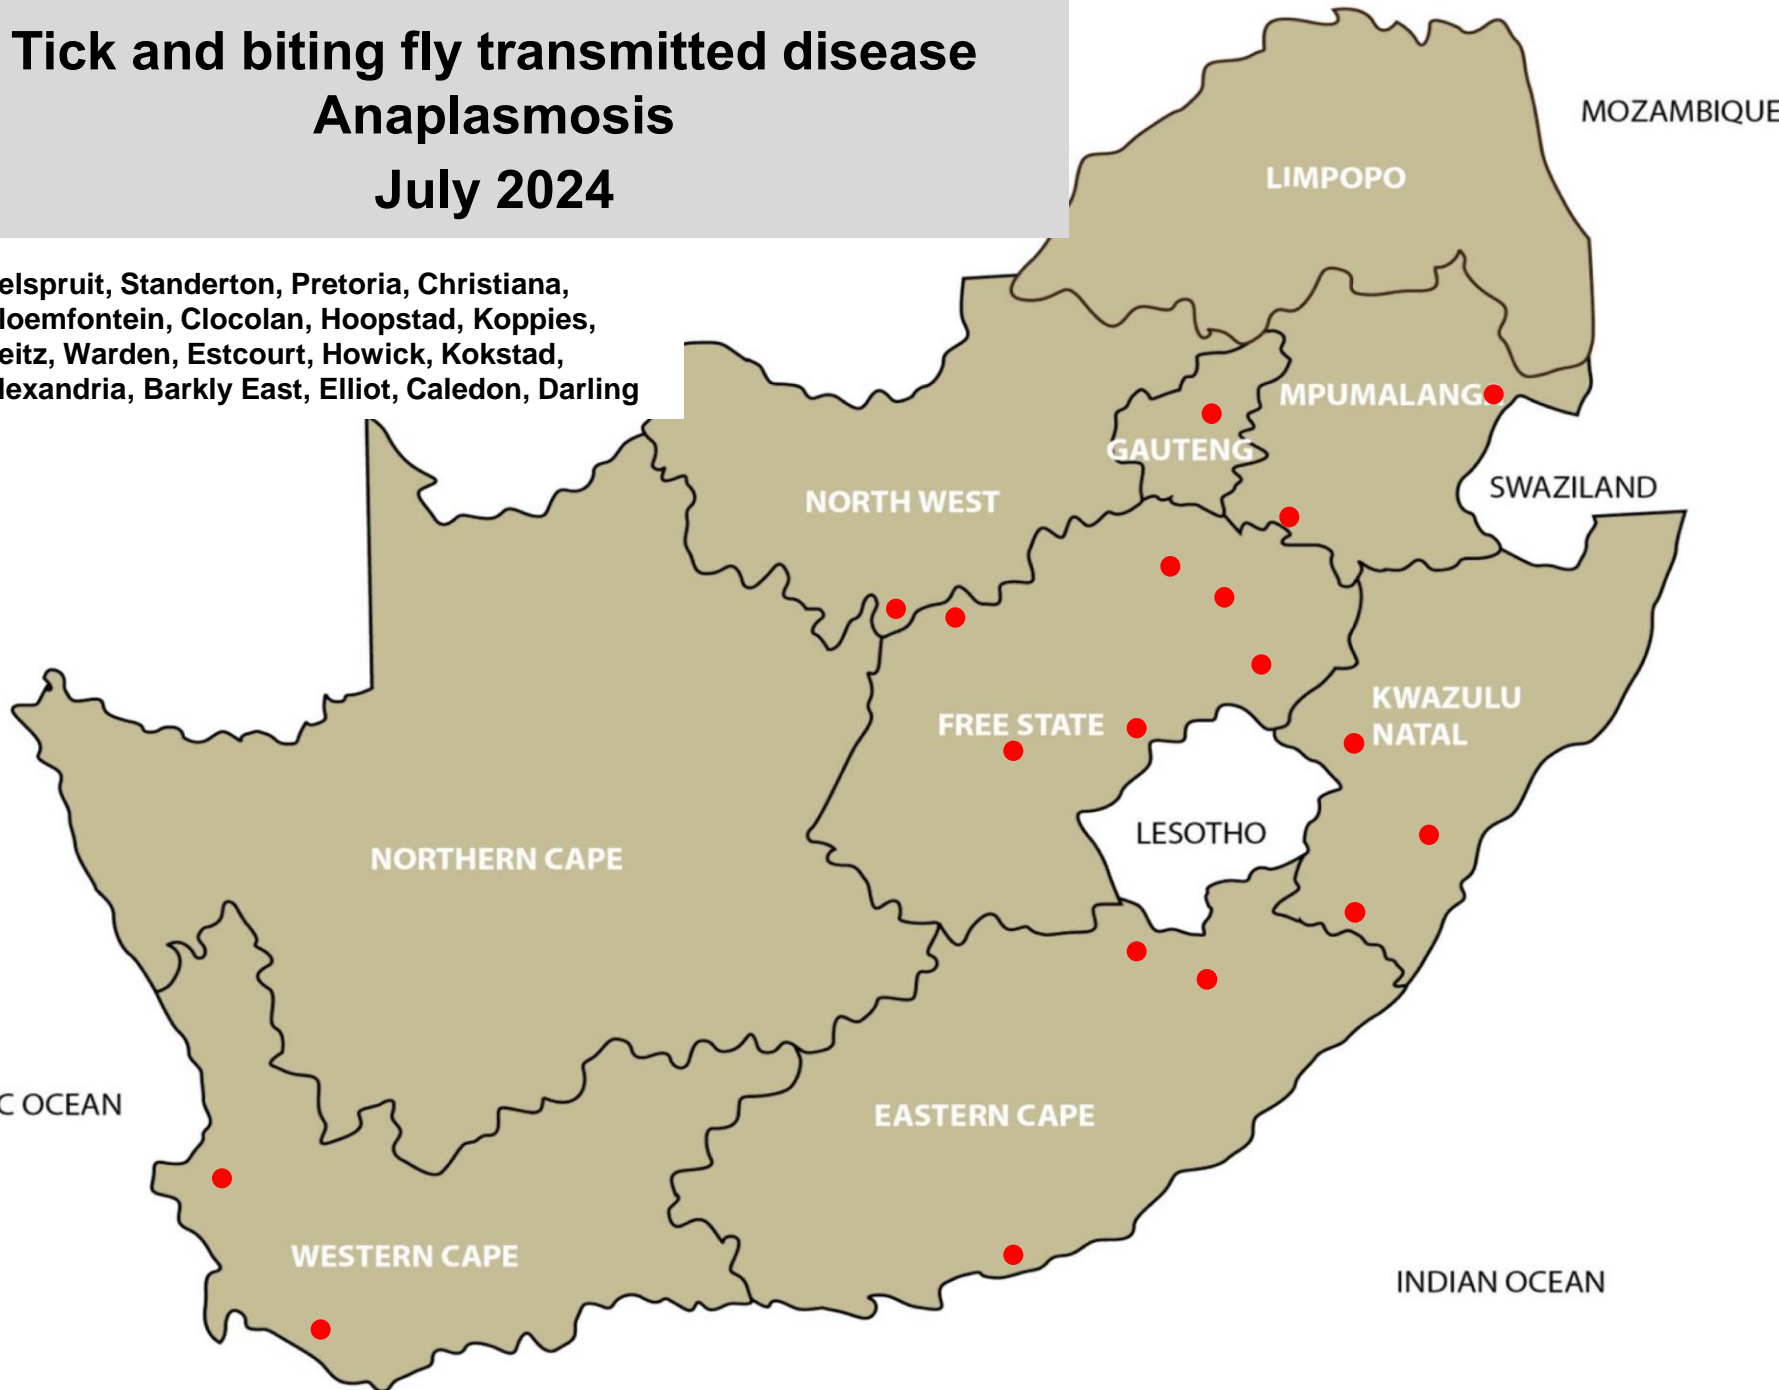 Tick and biting fly transmitted disease
Anaplasmosis
July 2024
elspruit, Standerton, Pretoria, Christiana,
loemfontein, Clocolan, Hoopstad, Koppies,
eitz, Warden, Estcourt, Howick, Kokstad,
lexandria, Barkly East, Elliot, Caledon, Darling
MOZAMBIQUE
LIMPOPO
MPUMALANGA
GAUTENG
SWAZILAND
NORTH WEST
KWAZULU
NATAL
FREE STATE
LESOTHO
NORTHERN CAPE
C OCEAN
EASTERN CAPE
WESTERN CAPE
INDIAN OCEAN